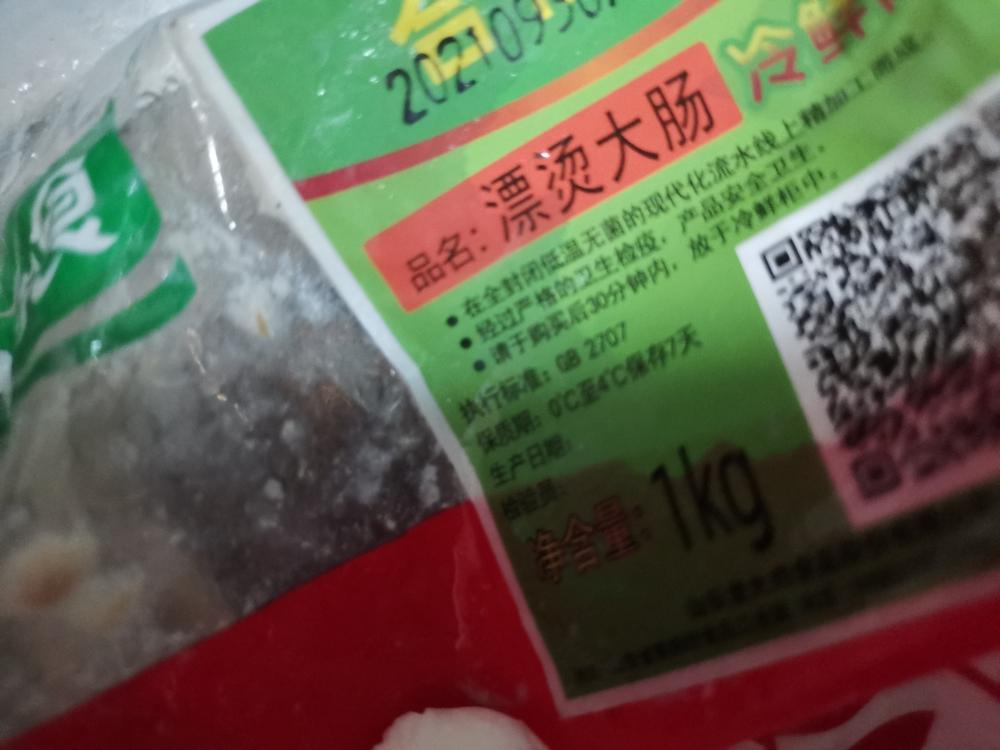 合
20210930
冷鲜
品名：漂烫大肠
•在全封闭低温无菌的现代化流水线上精加工而成。
•经过严格的卫生检疫，产品安全卫生。
•请于购买后30分钟内，放于冷鲜柜中。
执行标准：GB 2707
保质期：0℃至4℃保存7天
生产日期：
检验员：
净含量：1kg